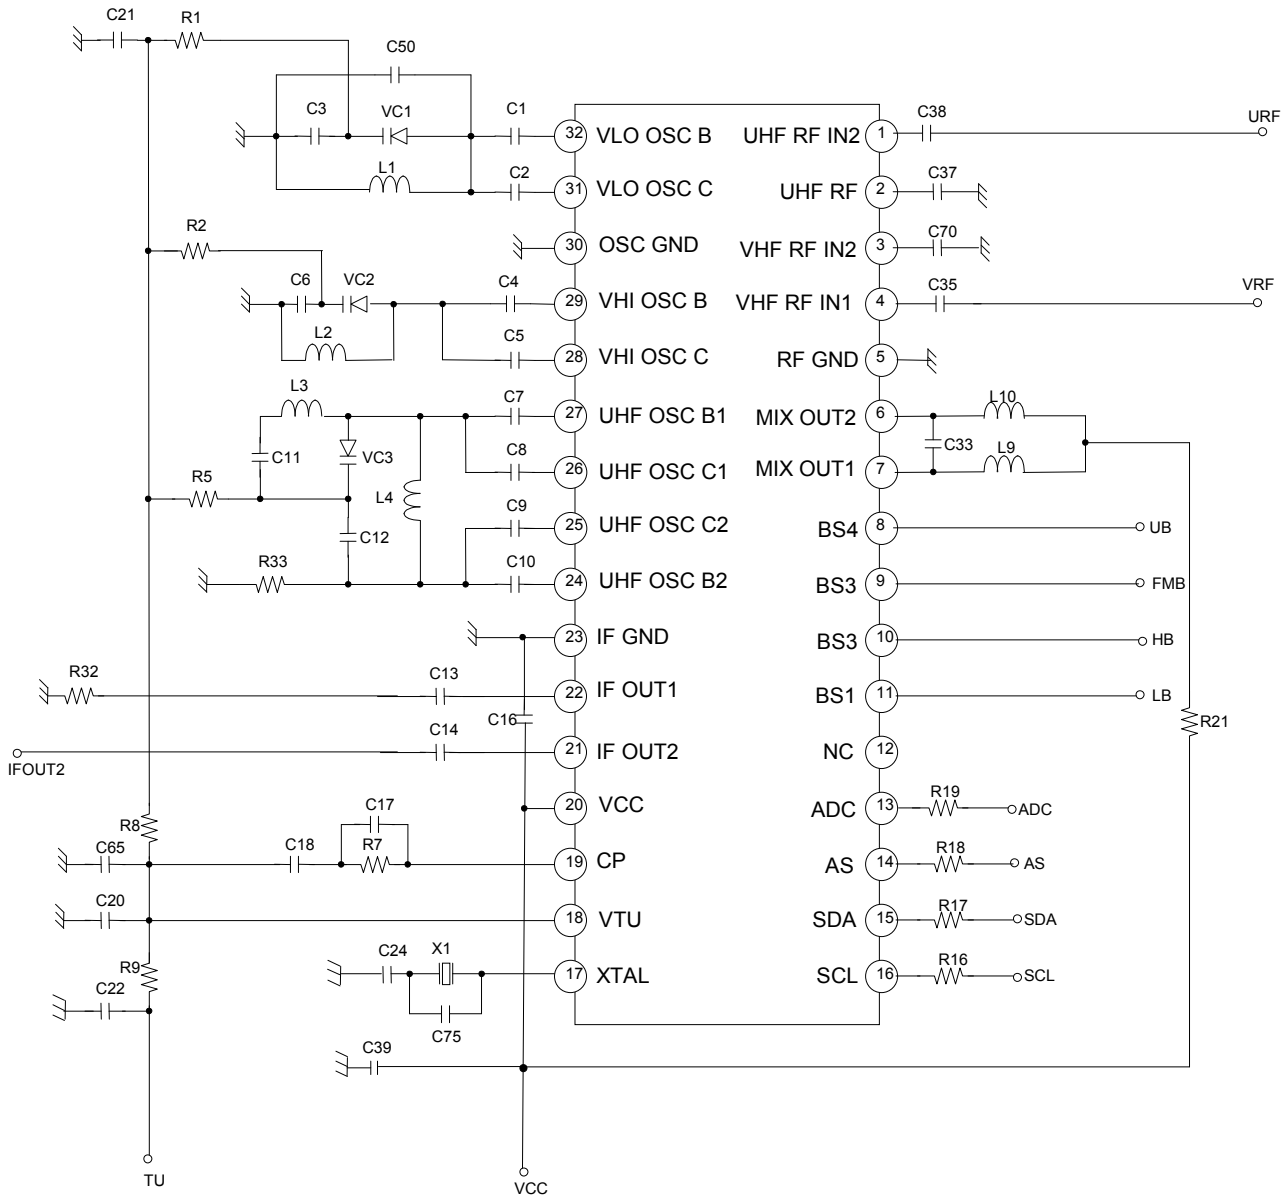 C21
R1
C50
C3
VC1
C1
L1
C2
R2
C6
VC2
C4
L2
C5
L3
C7
C11
VC3
C8
R5
L4
C9
C12
R33
C10
R32
C13
C16
C14
IFOUT2
R8
C17
C65
C18
R7
C20
R9
C24
X1
C22
C75
C39
TU
VCC
32 VLO OSC B
31 VLO OSC C
30 OSC GND
29 VHI OSC B
28 VHI OSC C
27 UHF OSC B1
26 UHF OSC C1
25 UHF OSC C2
24 UHF OSC B2
23 IF GND
22 IF OUT1
21 IF OUT2
20 VCC
19 CP
18 VTU
17 XTAL
UHF RF IN2 1
UHF RF 2
VHF RF IN2 3
VHF RF IN1 4
RF GND 5
MIX OUT2 6
MIX OUT1 7
BS4 8
BS3 9
BS3 10
BS1 11
NC 12
ADC 13
AS 14
SDA 15
SCL 16
C38
URF
C37
C70
C35
VRF
L10
C33
L9
UB
FMB
HB
LB
R21
R19
ADC
R18
AS
R17
SDA
R16
SCL